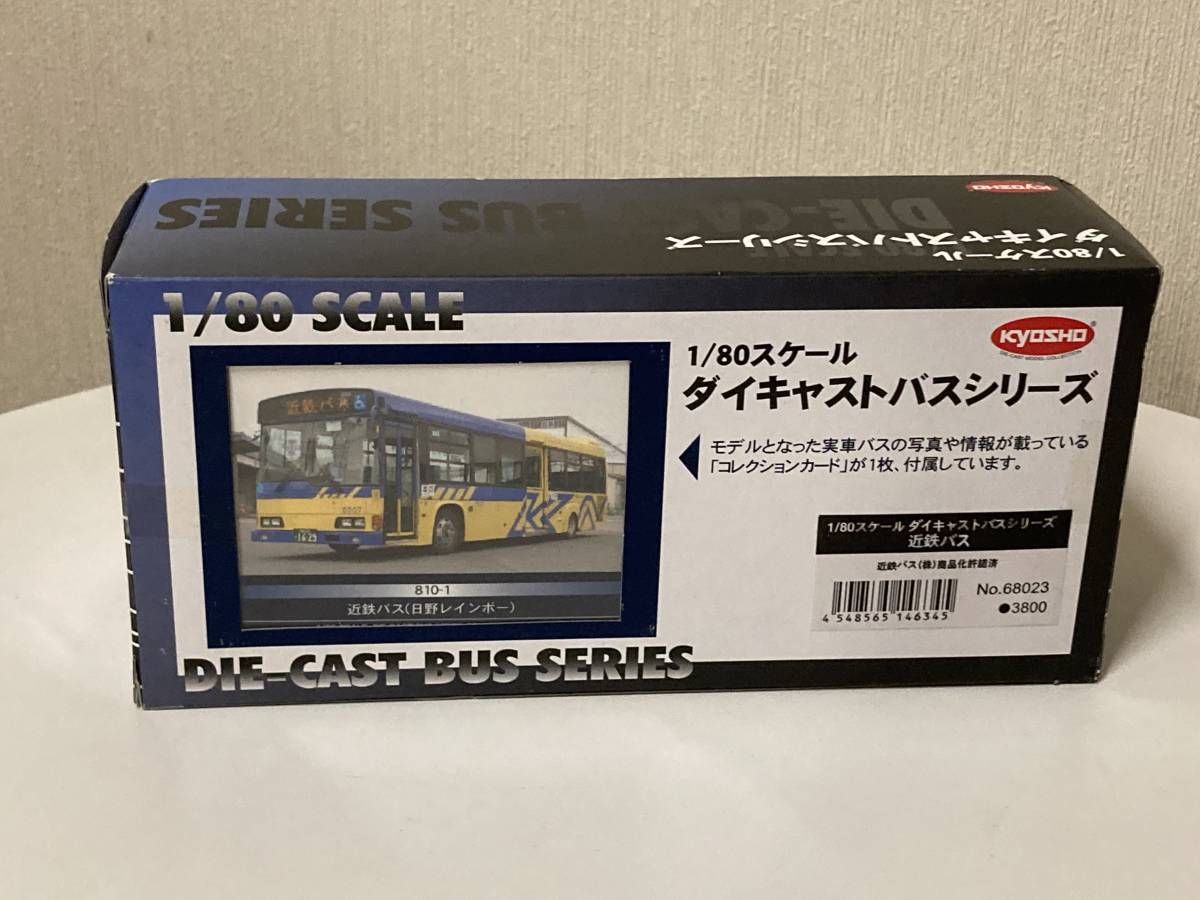 KYOSHO
DIE-CAST BUS SERIES
1/80スケール
ダイキャストバスシリーズ
1/80 SCALE
KYOSHO
DIE-CAST MODEL COLLECTION
1/80スケール
ダイキャストバスシリーズ
モデルとなった実車バスの写真や情報が載っている
「コレクションカード」が1枚、付属しています。
近鉄バス
6607
1629
810-1
近鉄バス(日野レインボー)
1/80スケール ダイキャストバスシリーズ
近鉄バス
近鉄バス(株)商品化許諾済
No.68023
●3800
4 548565 146345
DIE-CAST BUS SERIES